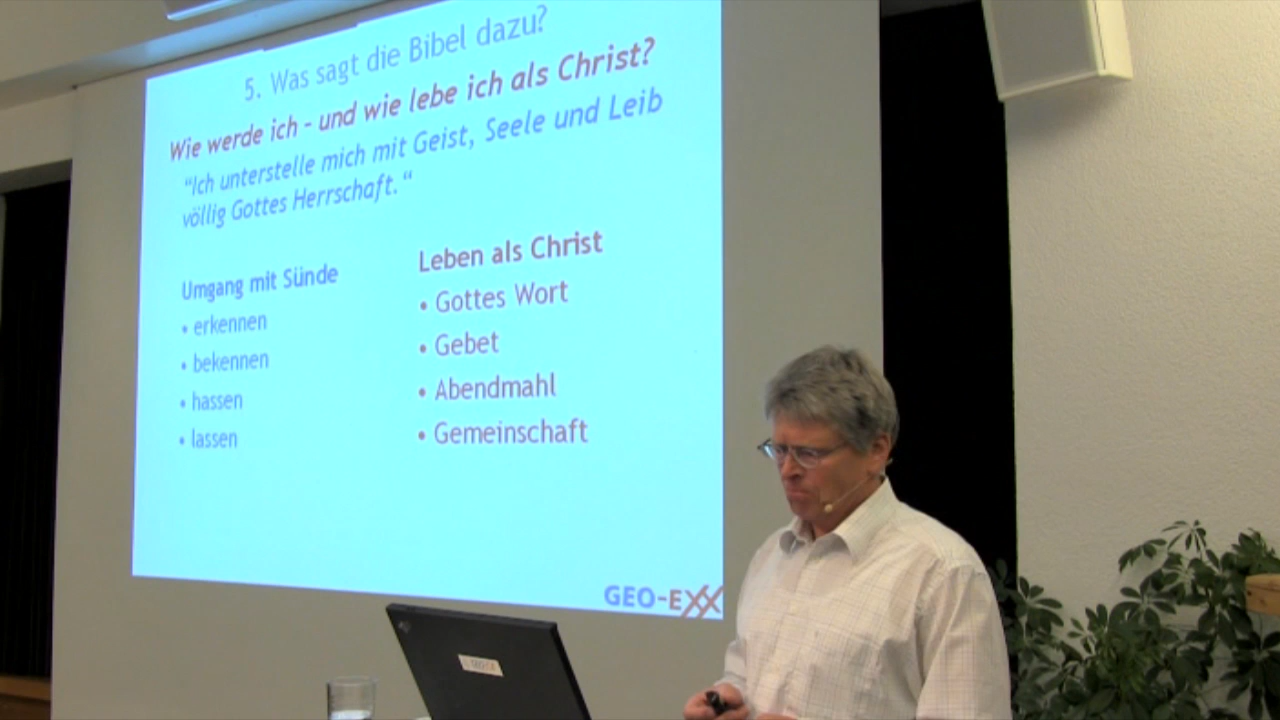 5. Was sagt die Bibel dazu?
Wie werde ich - und wie lebe ich als Christ?
"Ich unterstelle mich mit Geist, Seele und Leib
völlig Gottes Herrschaft."
Umgang mit Sünde
• erkennen
• bekennen
• hassen
• lassen
Leben als Christ
• Gottes Wort
• Gebet
• Abendmahl
• Gemeinschaft
GEO-EXX